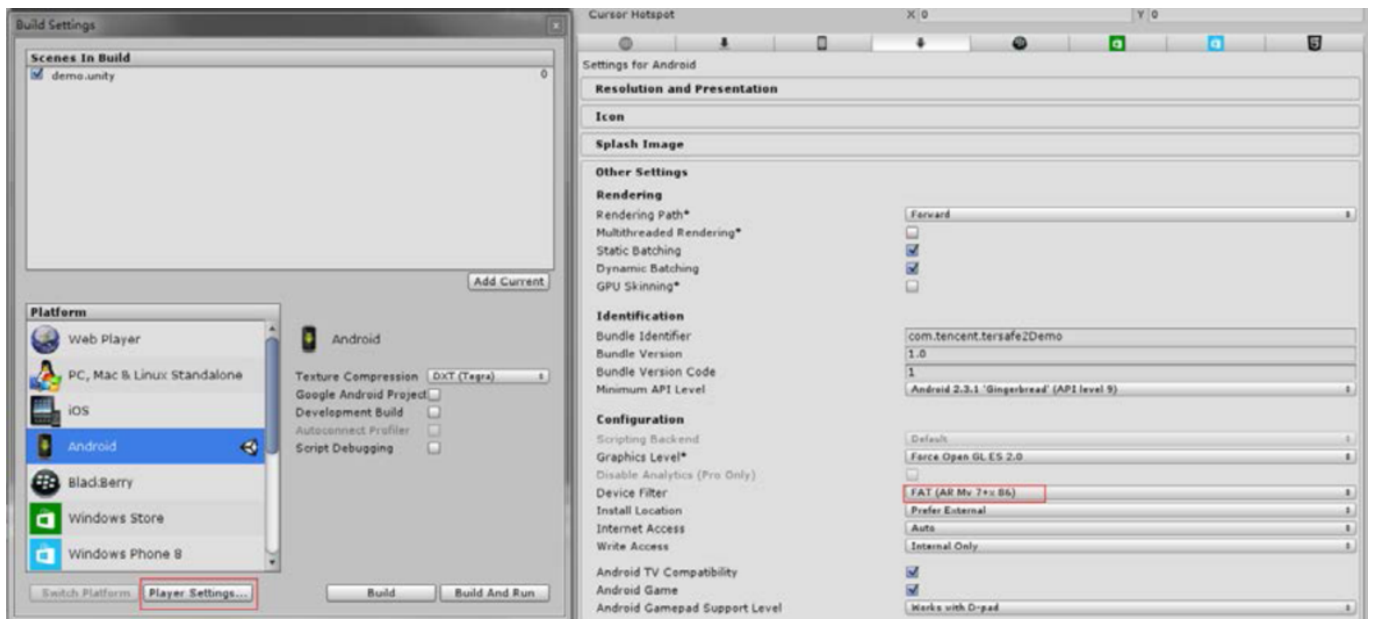 Build Settings
Scenes In Build
demo.unity 0
Add Current
Platform
Web Player
PC, Mac & Linux Standalone
iOS
Android
BlackBerry
Windows Store
Windows Phone 8
Android
Texture Compression DXT (Tegra)
Google Android Project
Development Build
Autoconnect Profiler
Script Debugging
Switch Platform Player Settings... Build Build And Run
Cursor Hotspot X 0 Y 0
Settings for Android
Resolution and Presentation
Icon
Splash Image
Other Settings
Rendering
Rendering Path* Forward
Multithreaded Rendering*
Static Batching
Dynamic Batching
GPU Skinning*
Identification
Bundle Identifier com.tencent.tersafe2Demo
Bundle Version 1.0
Bundle Version Code 1
Minimum API Level Android 2.3.1 'Gingerbread' (API level 9)
Configuration
Scripting Backend Default
Graphics Level* Force Open GL ES 2.0
Disable Analytics (Pro Only)
Device Filter FAT (AR Mv 7+x 86)
Install Location Prefer External
Internet Access Auto
Write Access Internal Only
Android TV Compatibility
Android Game
Android Gamepad Support Level Works with D-pad